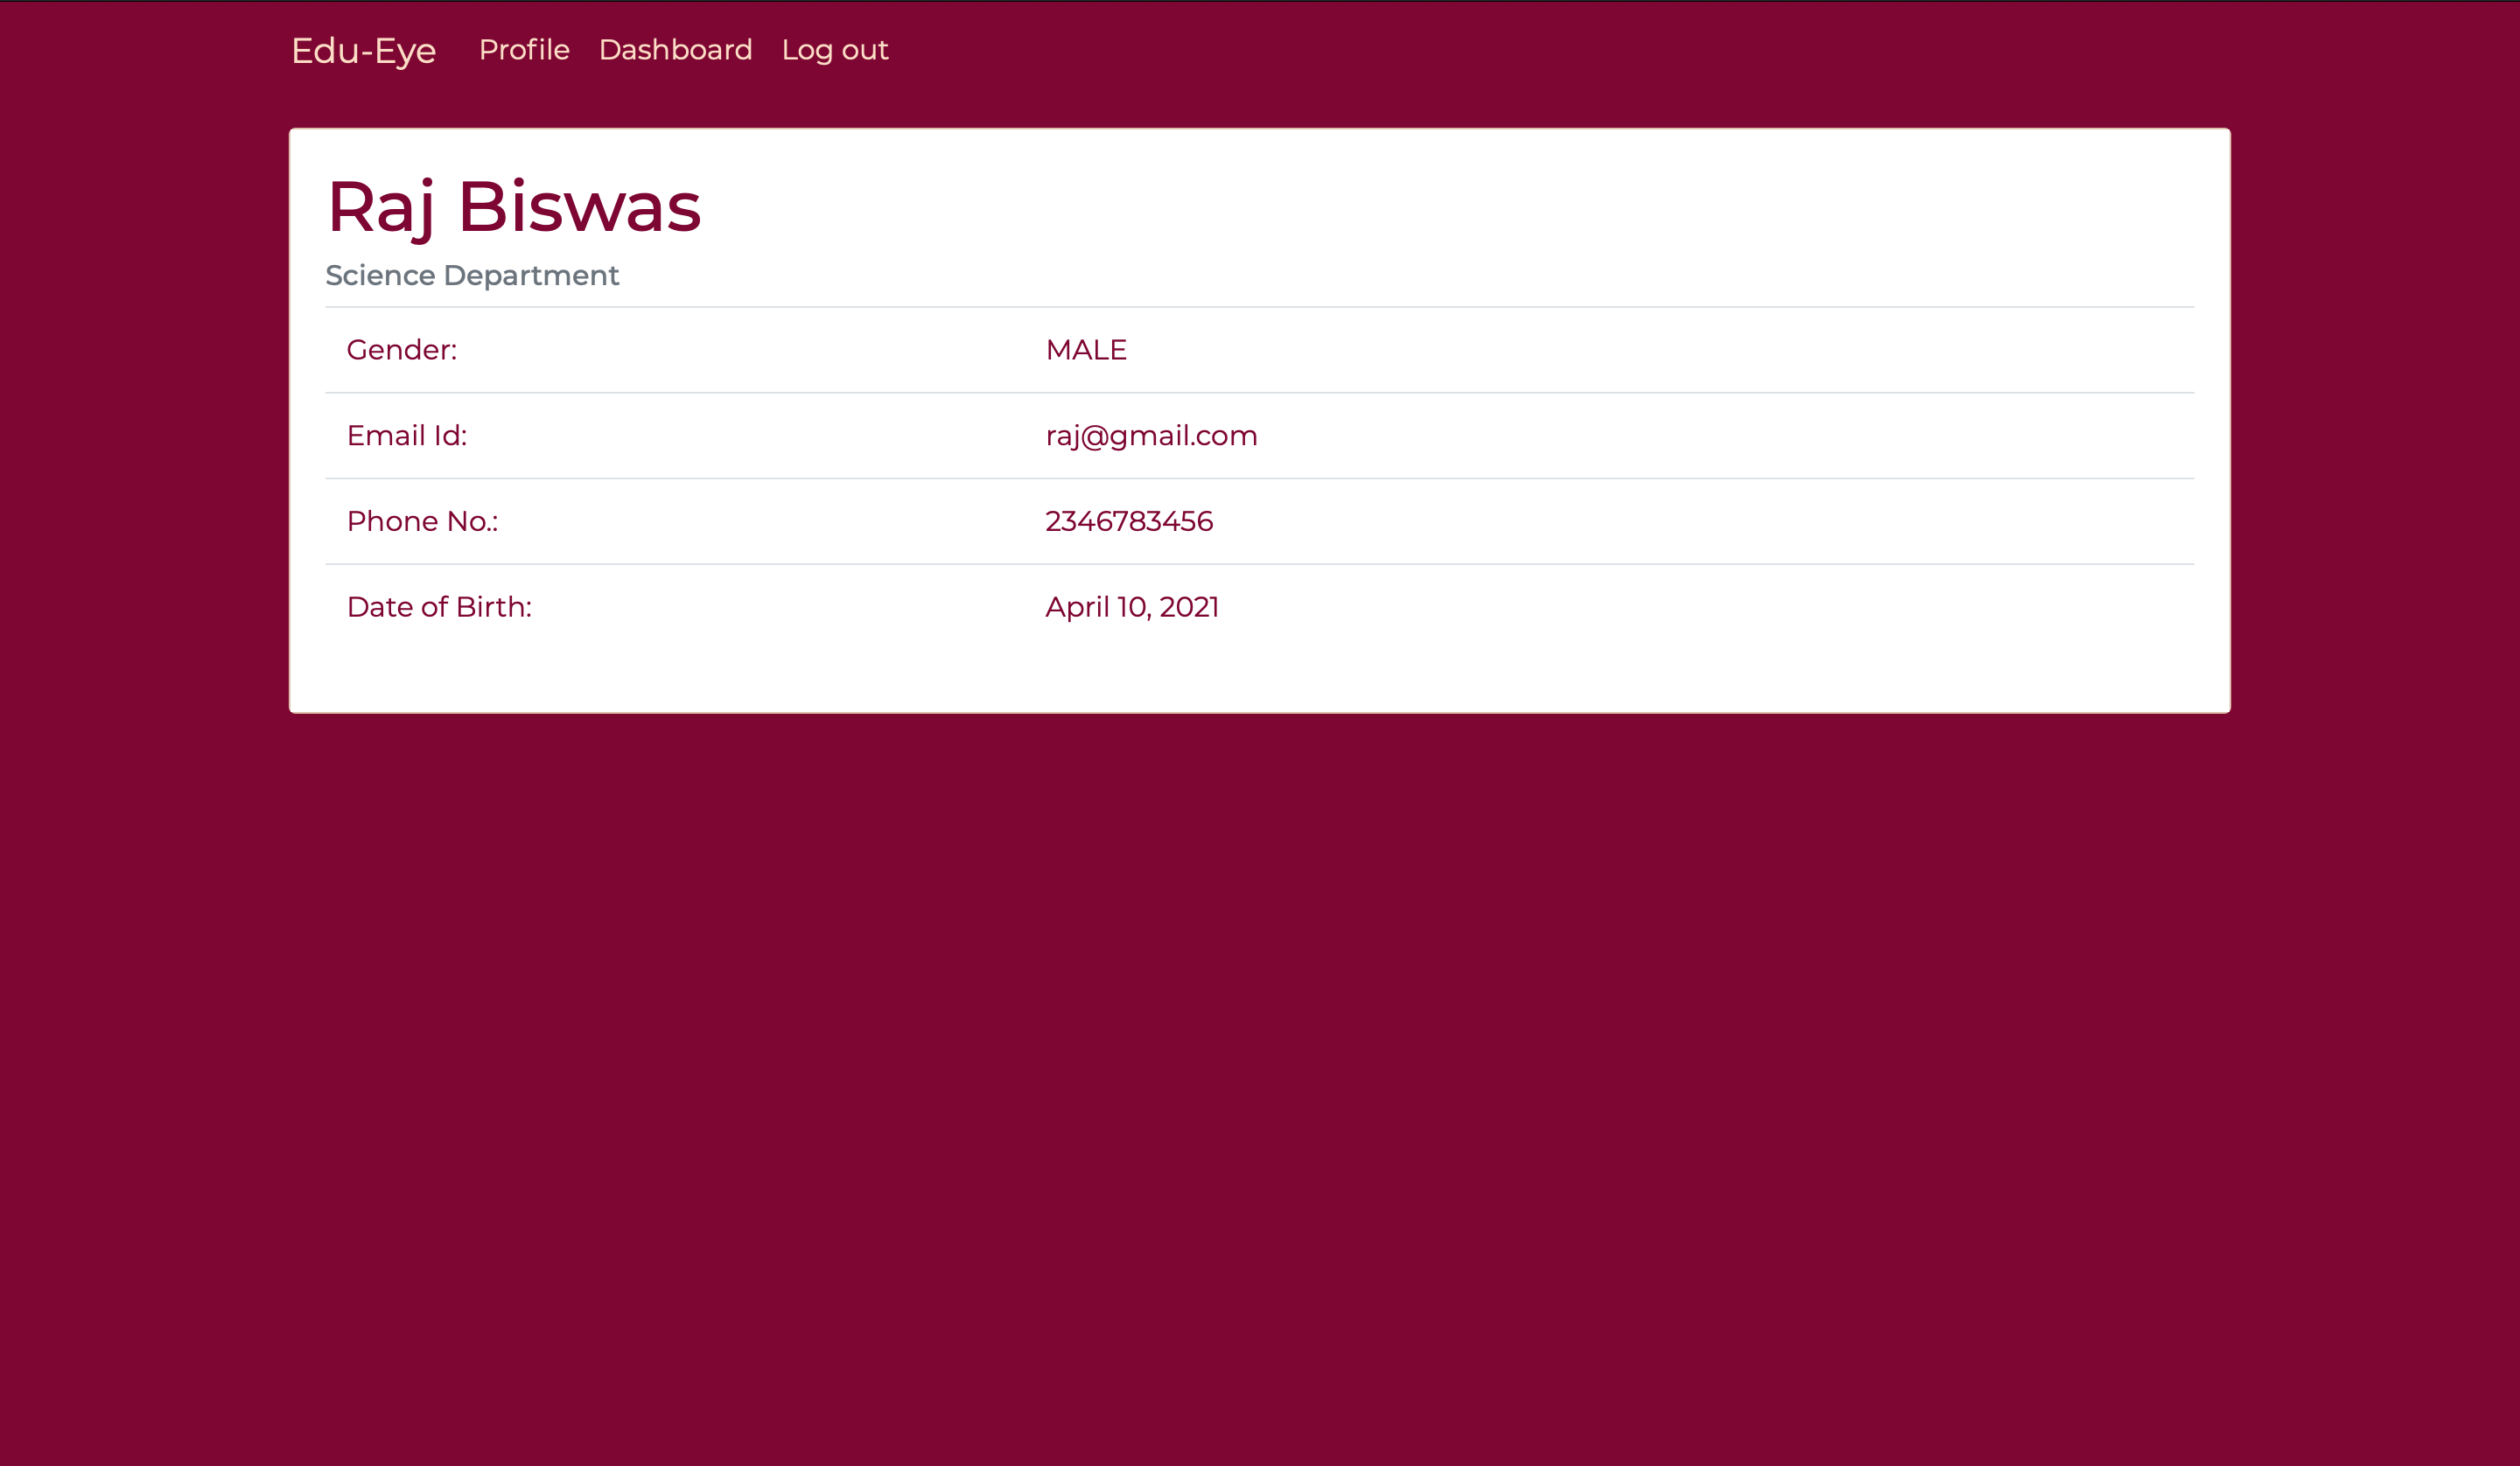 Edu-Eye Profile Dashboard Log out
Raj Biswas
Science Department
Gender: MALE
Email Id: raj@gmail.com
Phone No.: 2346783456
Date of Birth: April 10, 2021